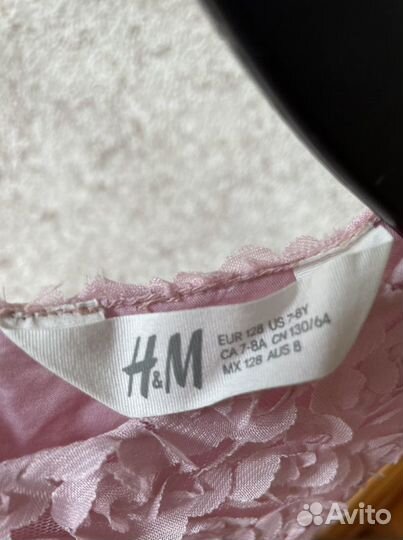 H&M
EUR 128 US 7-8Y
CA 7-8A CN 130/64
MX 128 AUS 8
Avito